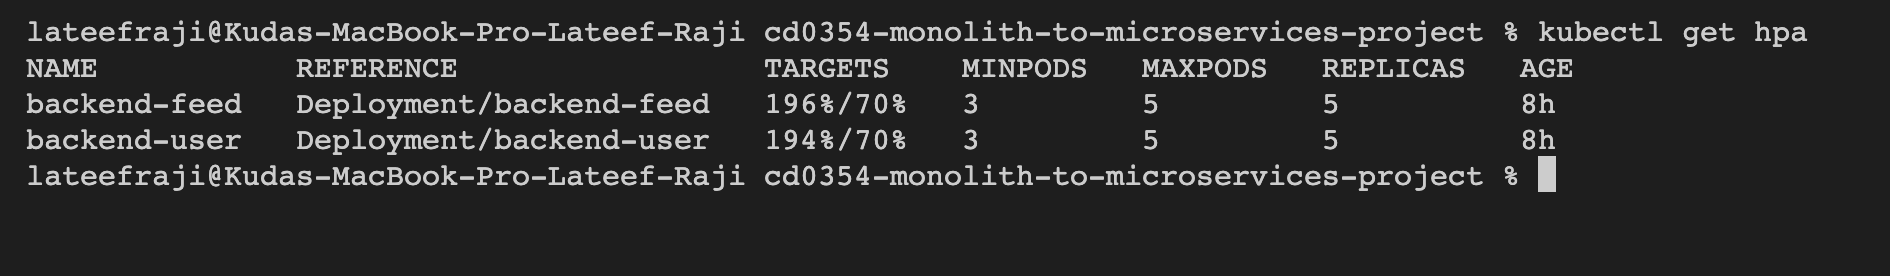 lateefraji@Kudas-MacBook-Pro-Lateef-Raji cd0354-monolith-to-microservices-project % kubectl get hpa
NAME REFERENCE TARGETS MINPODS MAXPODS REPLICAS AGE
backend-feed Deployment/backend-feed 196%/70% 3 5 5 8h
backend-user Deployment/backend-user 194%/70% 3 5 5 8h
lateefraji@Kudas-MacBook-Pro-Lateef-Raji cd0354-monolith-to-microservices-project %